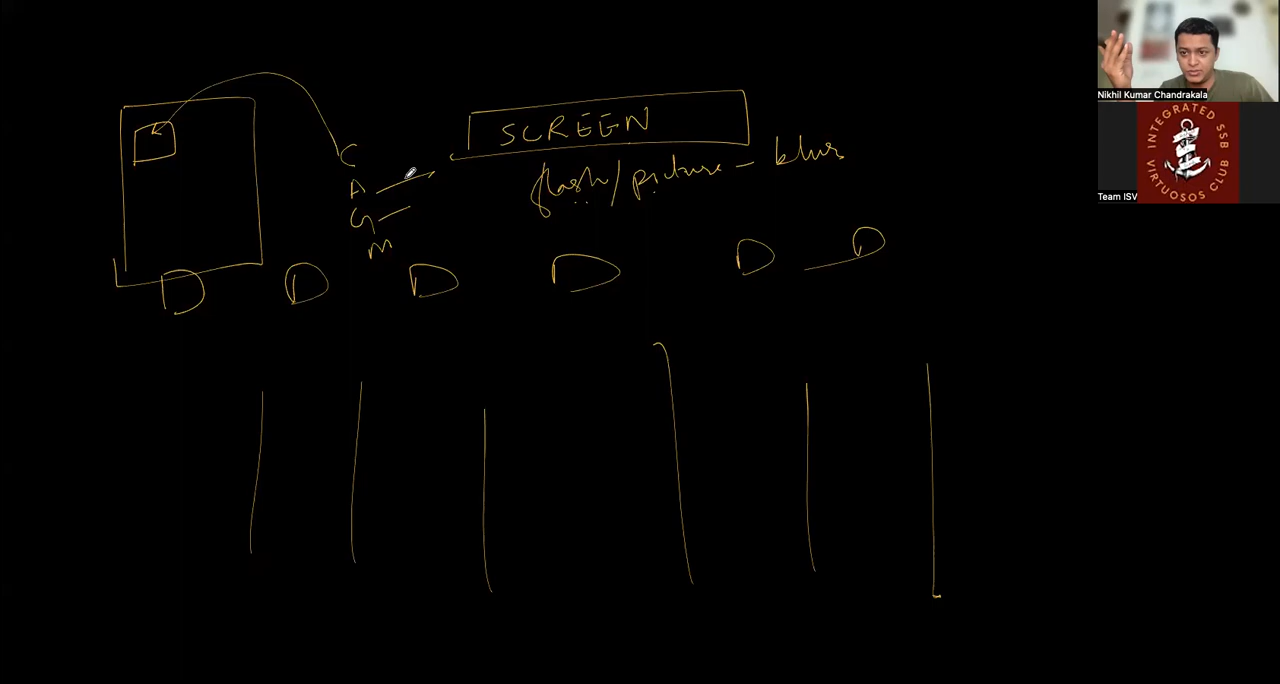 SCREEN
flash/picture - blur
C
A
G
M
D D D D D D
Nikhil Kumar Chandrakala
INTEGRATED SSB VIRTUOSOS CLUB
Team ISV